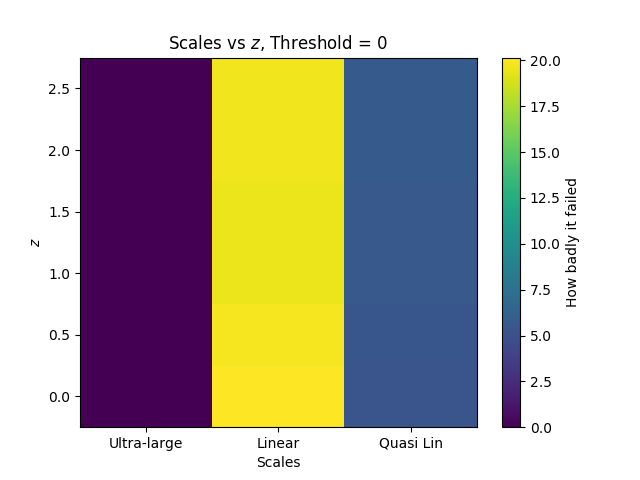 Scales vs z, Threshold = 0
2.5
2.0
1.5
1.0
0.5
0.0
z
Ultra-large
Linear
Quasi Lin
Scales
20.0
17.5
15.0
12.5
10.0
7.5
5.0
2.5
0.0
How badly it failed